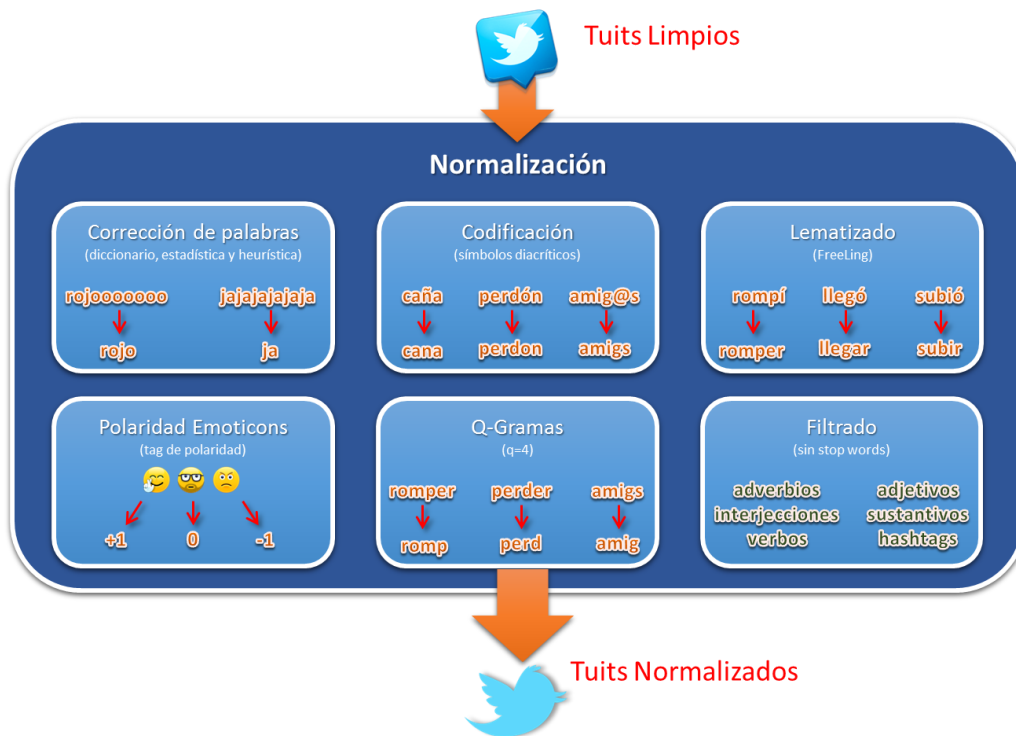 Tuits Limpios
Normalización
Corrección de palabras
(diccionario, estadística y heurística)
rojooooooo jajajajajaja
rojo ja
Codificación
(símbolos diacríticos)
caña perdón amig@s
cana perdon amigs
Lematizado
(FreeLing)
rompí llegó subió
romper llegar subir
Polaridad Emoticons
(tag de polaridad)
+1 0 -1
Q-Gramas
(q=4)
romper perder amigs
romp perd amig
Filtrado
(sin stop words)
adverbios adjetivos
interjecciones sustantivos
verbos hashtags
Tuits Normalizados